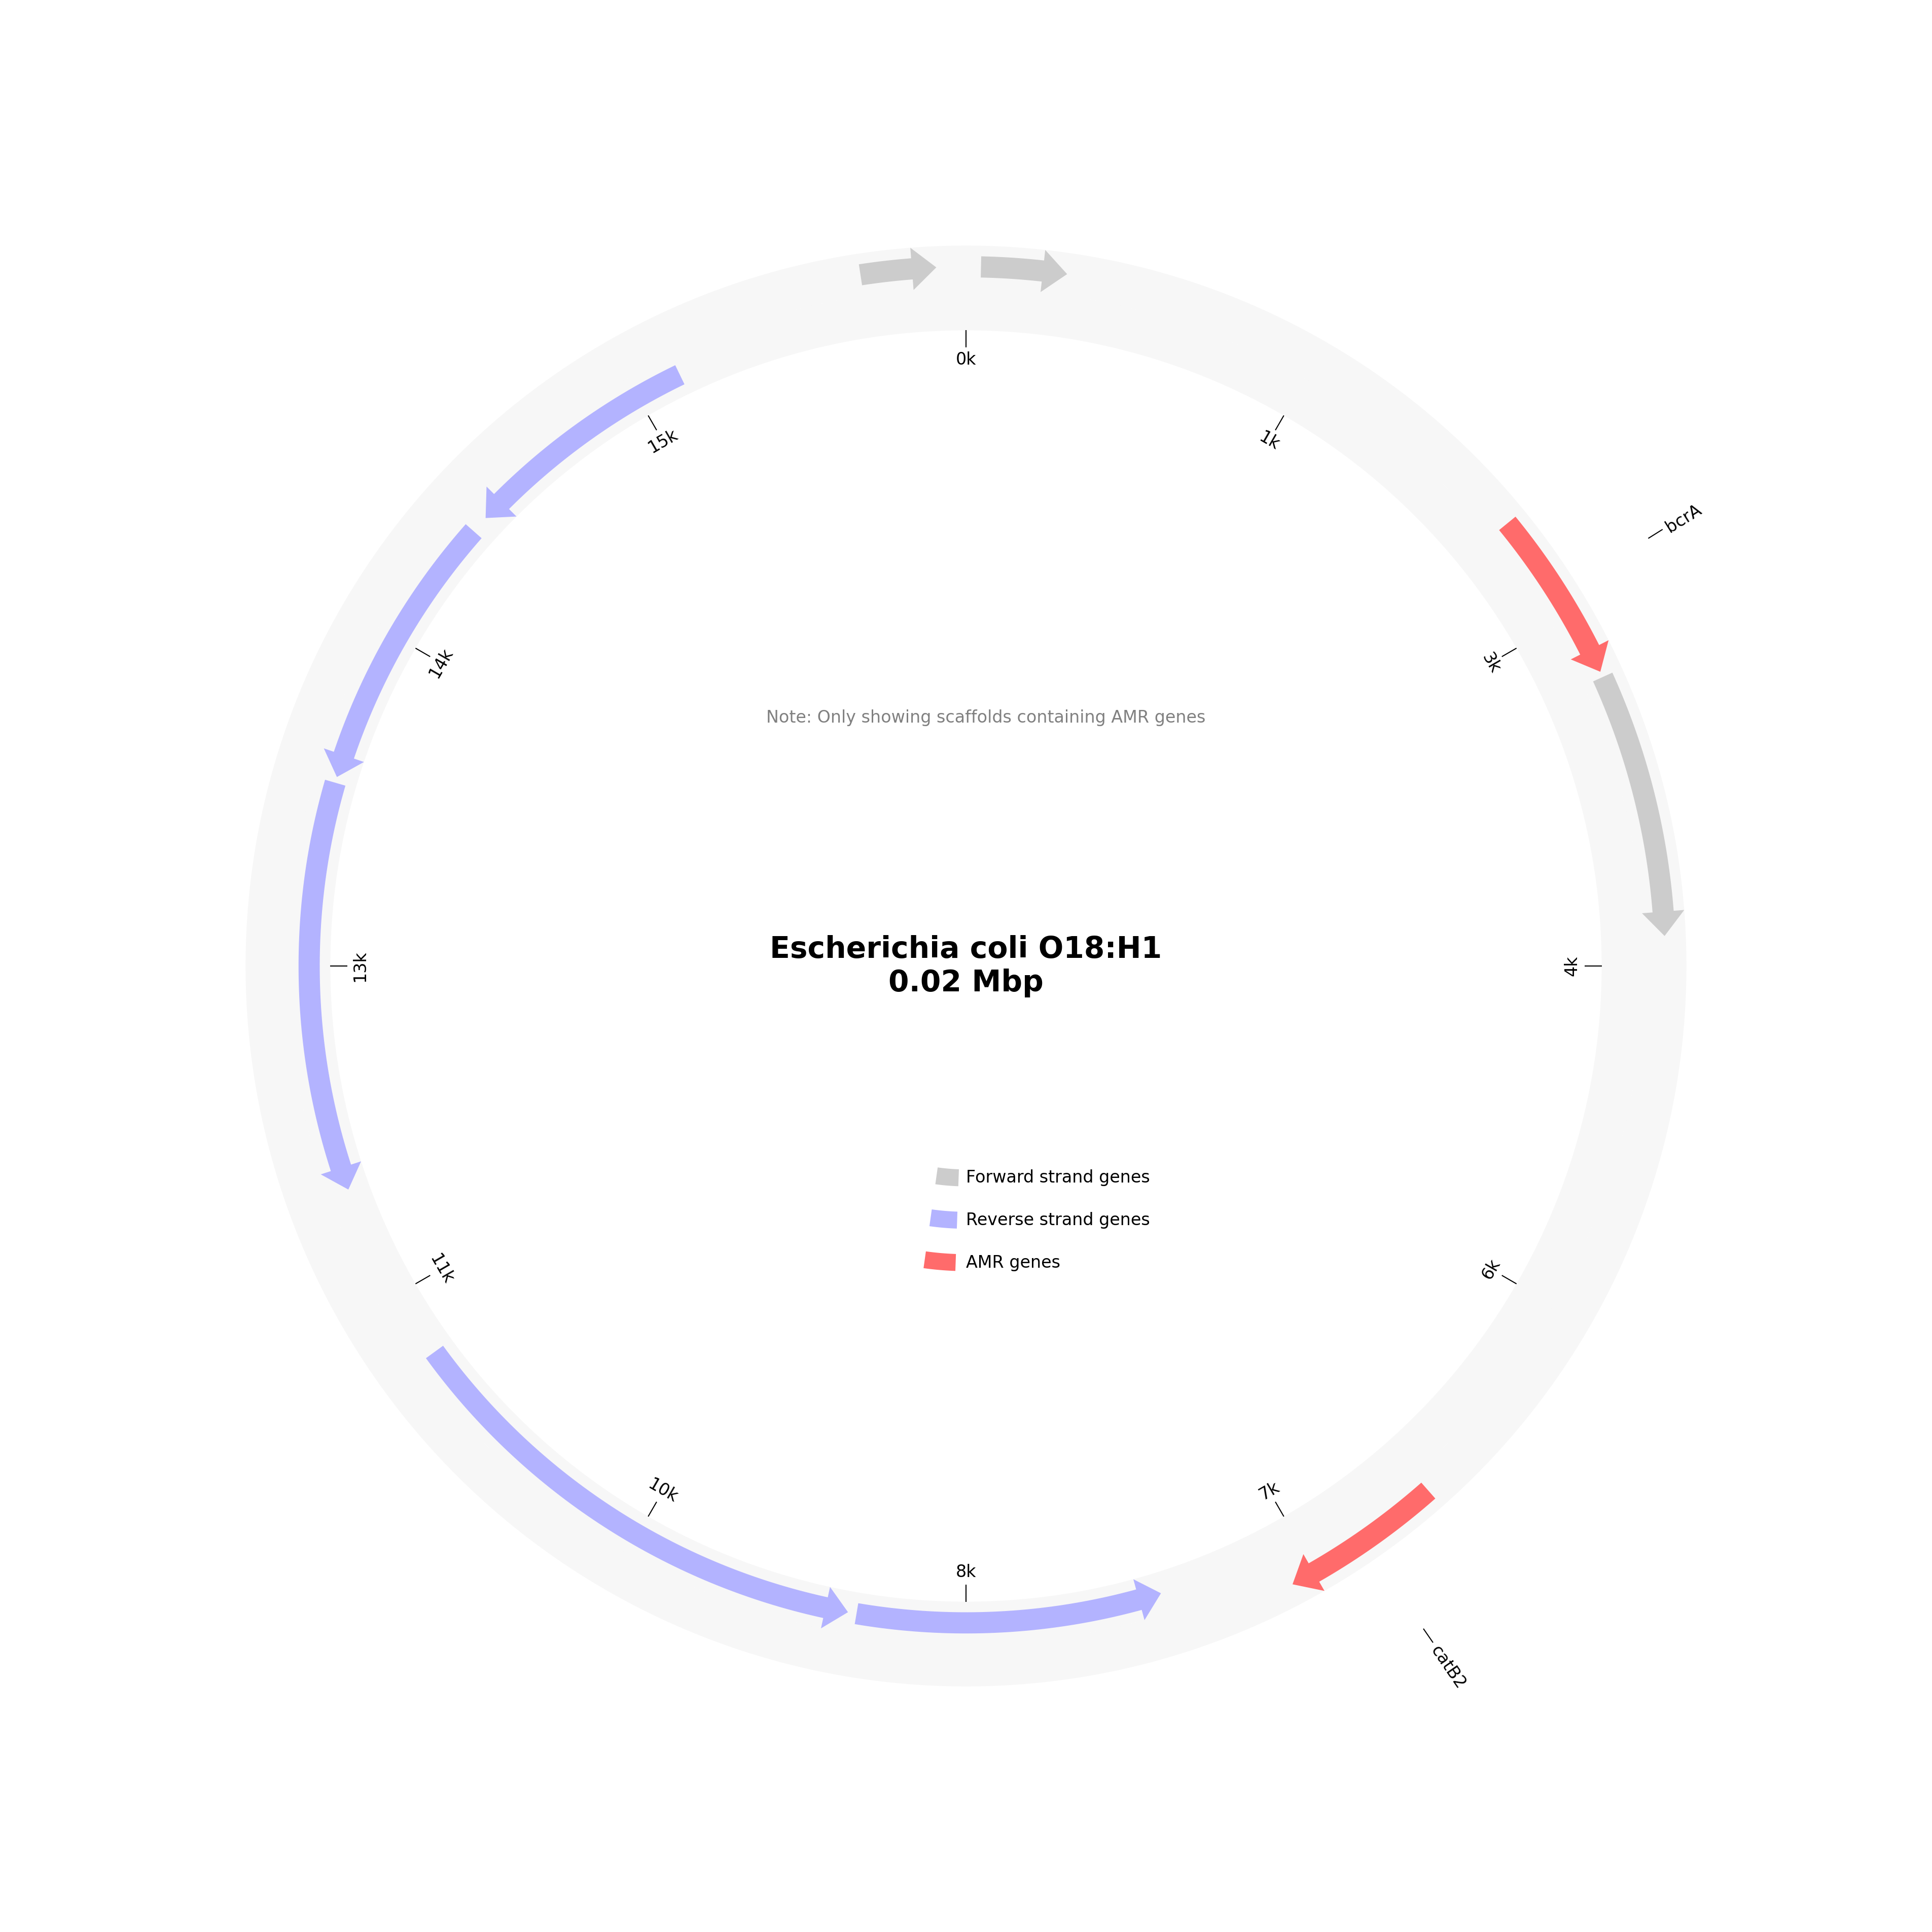 0k
1k
15k
bcrA
3k
14k
Note: Only showing scaffolds containing AMR genes
Escherichia coli O18:H1
0.02 Mbp
13k
4k
Forward strand genes
Reverse strand genes
AMR genes
11k
6k
10k
7k
8k
catB2